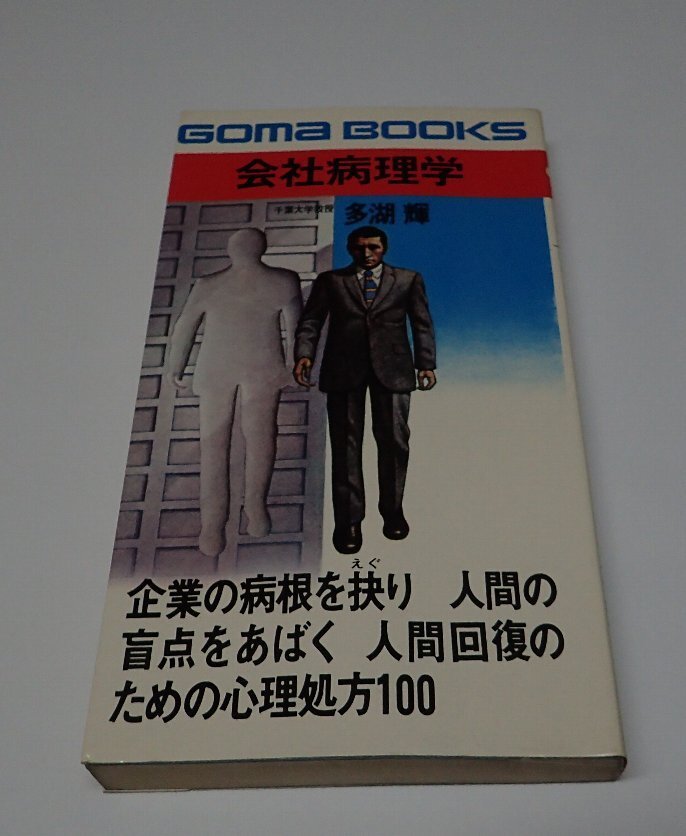 GOMA BOOKS
会社病理学
千葉大学教授 多湖 輝
えぐ
企業の病根を抉り 人間の
盲点をあばく 人間回復の
ための心理処方100